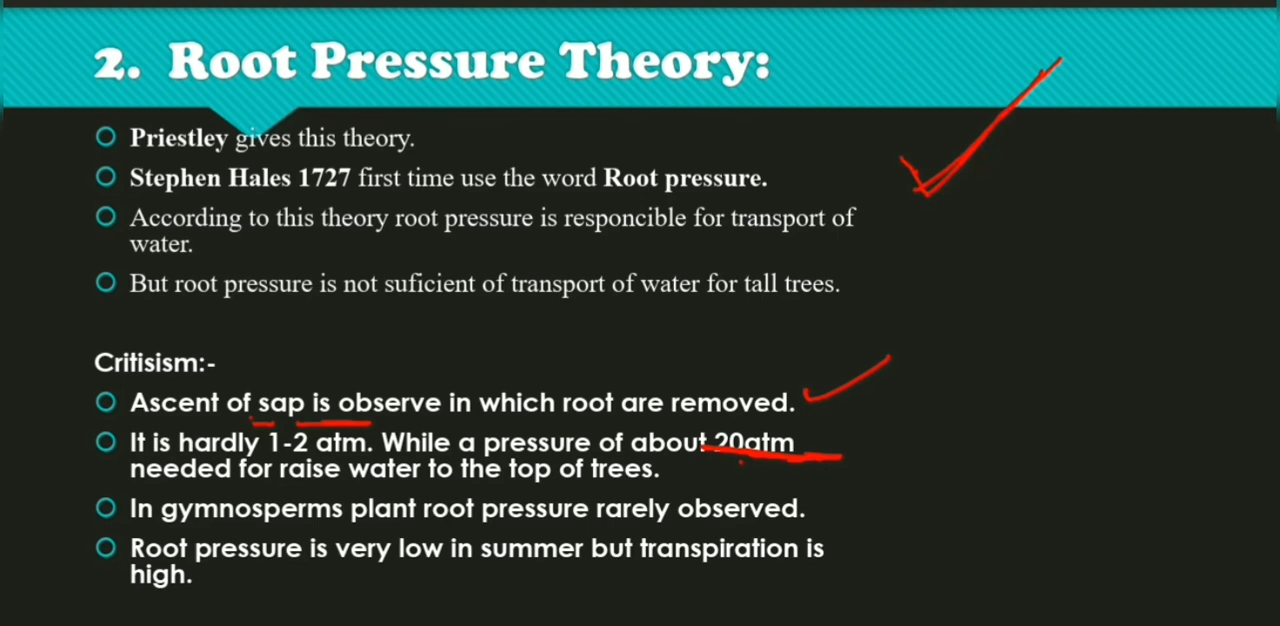 2. Root Pressure Theory:
Priestley gives this theory.
Stephen Hales 1727 first time use the word Root pressure.
According to this theory root pressure is responcible for transport of
water.
But root pressure is not suficient of transport of water for tall trees.
Critisism:-
Ascent of sap is observe in which root are removed.
It is hardly 1-2 atm. While a pressure of about 20atm
needed for raise water to the top of trees.
In gymnosperms plant root pressure rarely observed.
Root pressure is very low in summer but transpiration is
high.